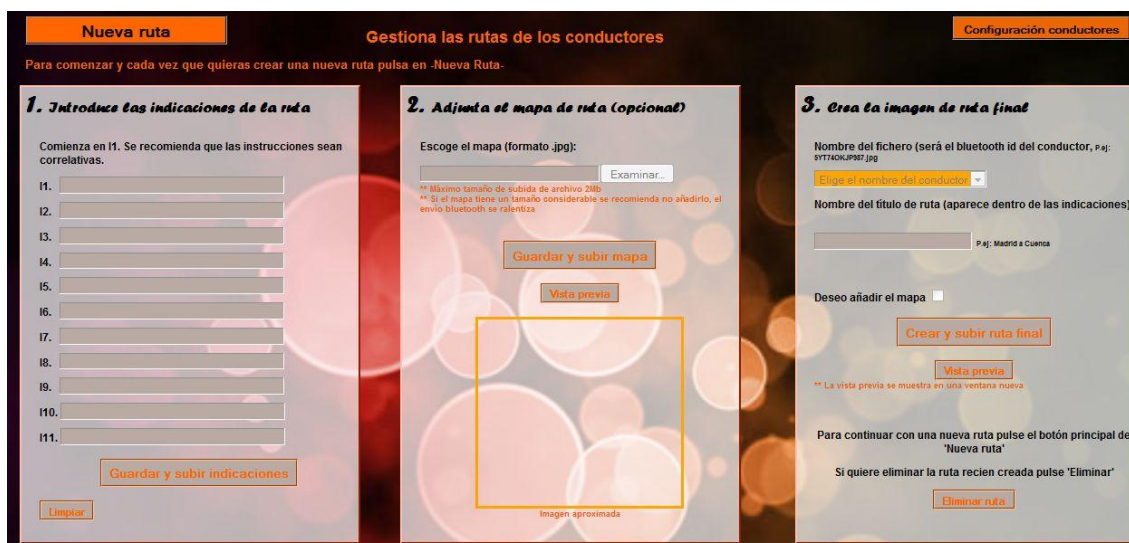 Nueva ruta
Gestiona las rutas de los conductores
Configuración conductores
Para comenzar y cada vez que quieras crear una nueva ruta pulsa en -Nueva Ruta-
1. Introduce las indicaciones de la ruta
Comienza en I1. Se recomienda que las instrucciones sean
correlativas.
I1.
I2.
I3.
I4.
I5.
I6.
I7.
I8.
I9.
I10.
I11.
Guardar y subir indicaciones
Limpiar
2. Adjunta el mapa de ruta (opcional)
Escoge el mapa (formato .jpg):
Examinar...
** Máximo tamaño de subida de archivo 2Mb
** Si el mapa tiene un tamaño considerable se recomienda no añadirlo, el
envío bluetooth se ralentiza
Guardar y subir mapa
Vista previa
Imagen aproximada
3. Crea la imagen de ruta final
Nombre del fichero (será el bluetooth id del conductor, P.ej:
5YT74OKJP987.jpg
Elige el nombre del conductor
Nombre del título de ruta (aparece dentro de las indicaciones)
P.ej: Madrid a Cuenca
Deseo añadir el mapa
Crear y subir ruta final
Vista previa
** La vista previa se muestra en una ventana nueva
Para continuar con una nueva ruta pulse el botón principal de
'Nueva ruta'
Si quiere eliminar la ruta recien creada pulse 'Eliminar'
Eliminar ruta